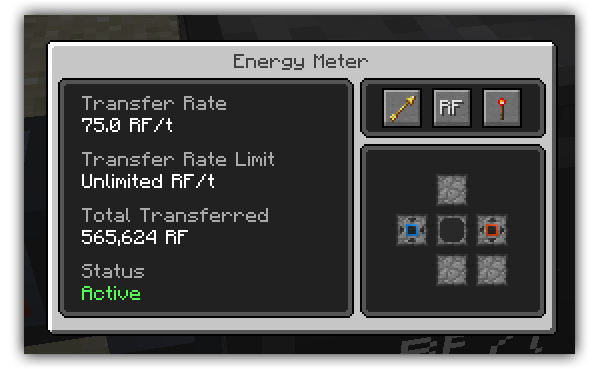 Energy Meter
Transfer Rate
75.0 RF/t
Transfer Rate Limit
Unlimited RF/t
Total Transferred
565,624 RF
Status
Active
RF
RF/t